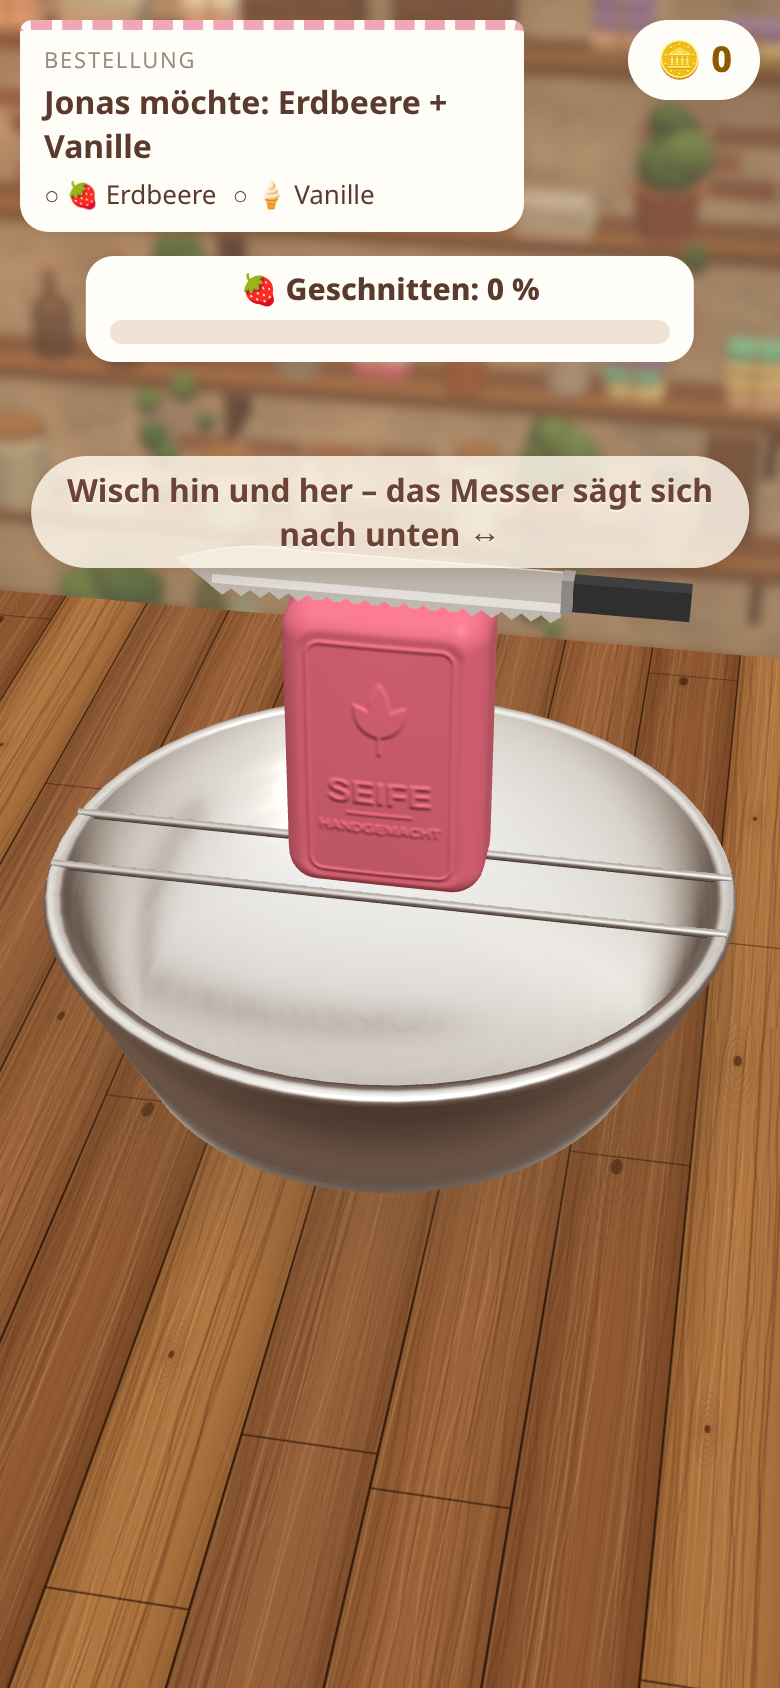 BESTELLUNG
Jonas möchte: Erdbeere +
Vanille
○ 🍓 Erdbeere ○ 🍦 Vanille
🪙 0
🍓 Geschnitten: 0 %
Wisch hin und her – das Messer sägt sich
nach unten ↔
SEIFE
HANDGEMACHT